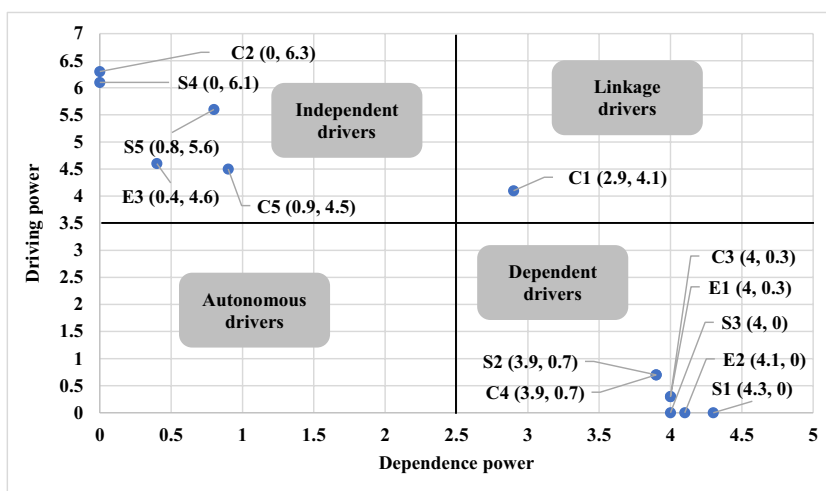 7
6.5
6
5.5
5
4.5
4
3.5
3
2.5
2
1.5
1
0.5
0
Driving power
C2 (0, 6.3)
S4 (0, 6.1)
S5 (0.8, 5.6)
E3 (0.4, 4.6)
C5 (0.9, 4.5)
Independent
drivers
Linkage
drivers
C1 (2.9, 4.1)
Autonomous
drivers
Dependent
drivers
C3 (4, 0.3)
E1 (4, 0.3)
S3 (4, 0)
S2 (3.9, 0.7)
E2 (4.1, 0)
C4 (3.9, 0.7)
S1 (4.3, 0)
0 0.5 1 1.5 2 2.5 3 3.5 4 4.5 5
Dependence power